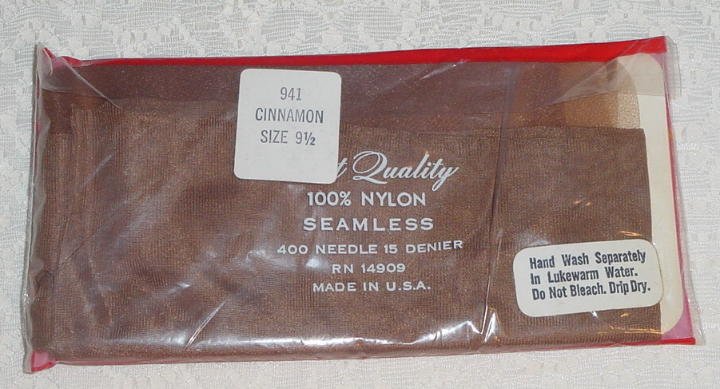 941
CINNAMON
SIZE 9½
Quality
100% NYLON
SEAMLESS
400 NEEDLE 15 DENIER
RN 14909
MADE IN U.S.A.
Hand Wash Separately
In Lukewarm Water.
Do Not Bleach. Drip Dry.